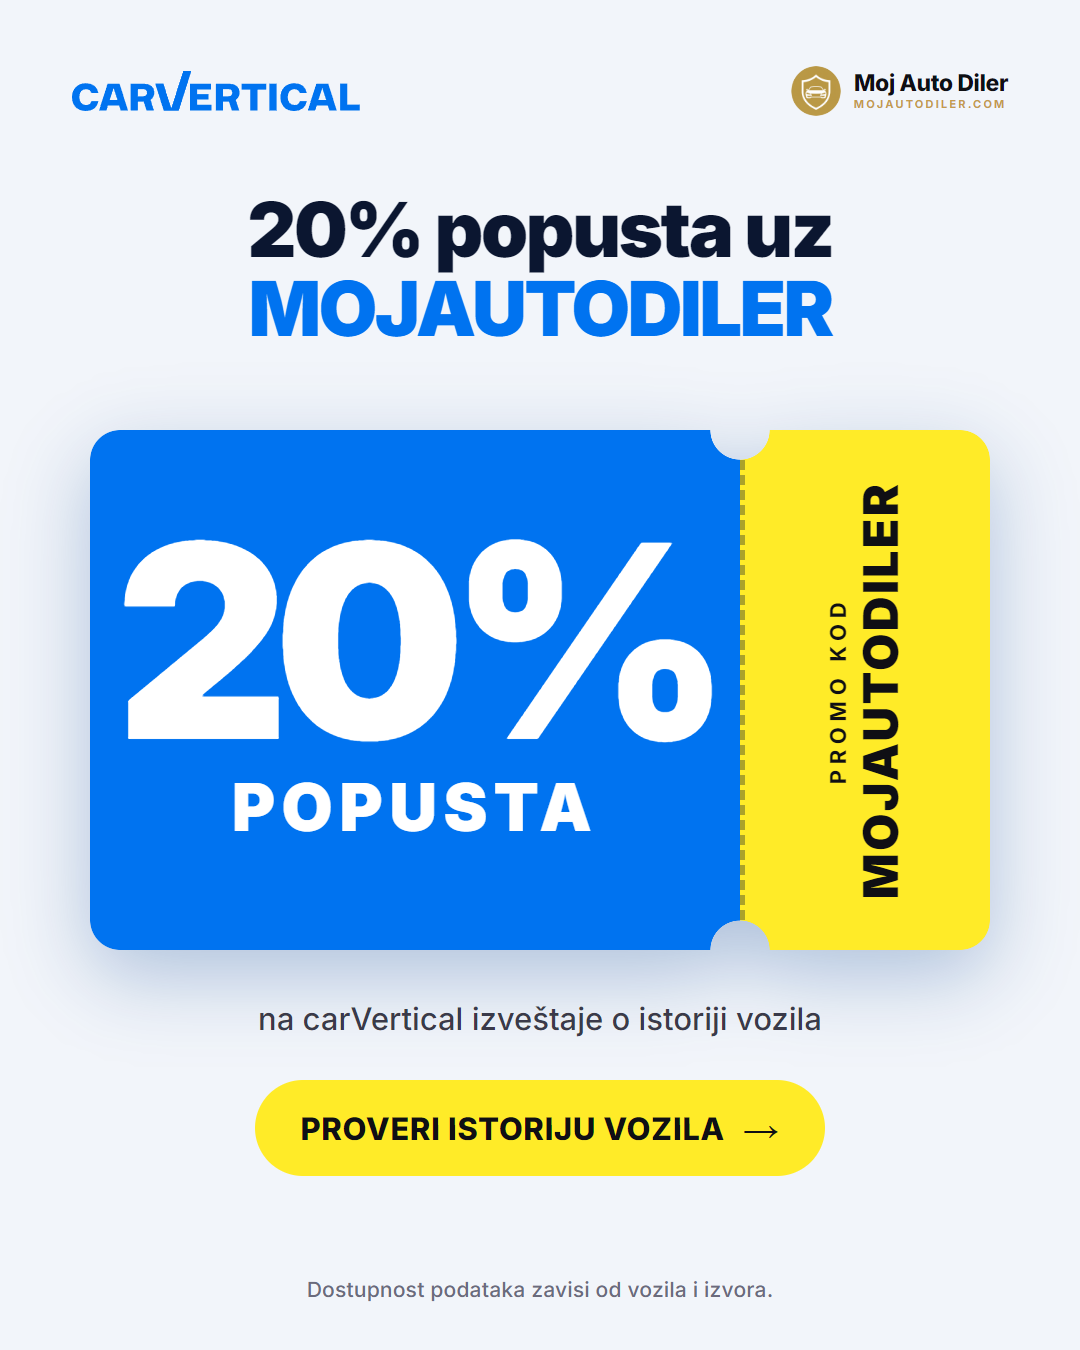 CARVERTICAL
Moj Auto Diler
MOJAUTODILER.COM
20% popusta uz
MOJAUTODILER
20%
POPUSTA
PROMO KOD
MOJAUTODILER
na carVertical izveštaje o istoriji vozila
PROVERI ISTORIJU VOZILA →
Dostupnost podataka zavisi od vozila i izvora.